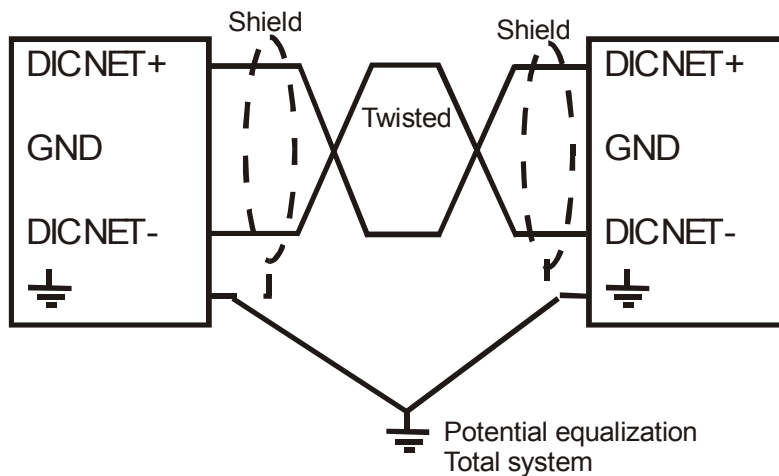 Shield
Shield
DICNET+
DICNET+
Twisted
GND
GND
DICNET-
DICNET-
Potential equalization
Total system